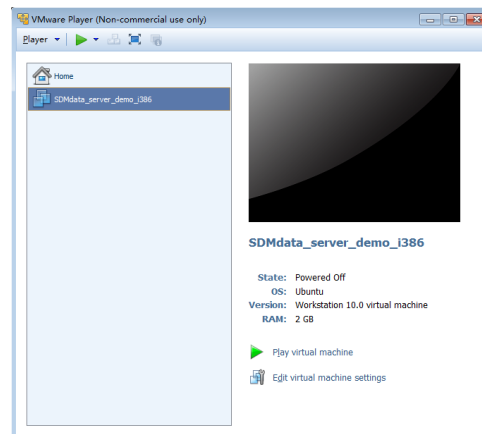 VMware Player (Non-commercial use only)
Player
Home
SDMdata_server_demo_i386
SDMdata_server_demo_i386
State: Powered Off
OS: Ubuntu
Version: Workstation 10.0 virtual machine
RAM: 2 GB
Play virtual machine
Edit virtual machine settings